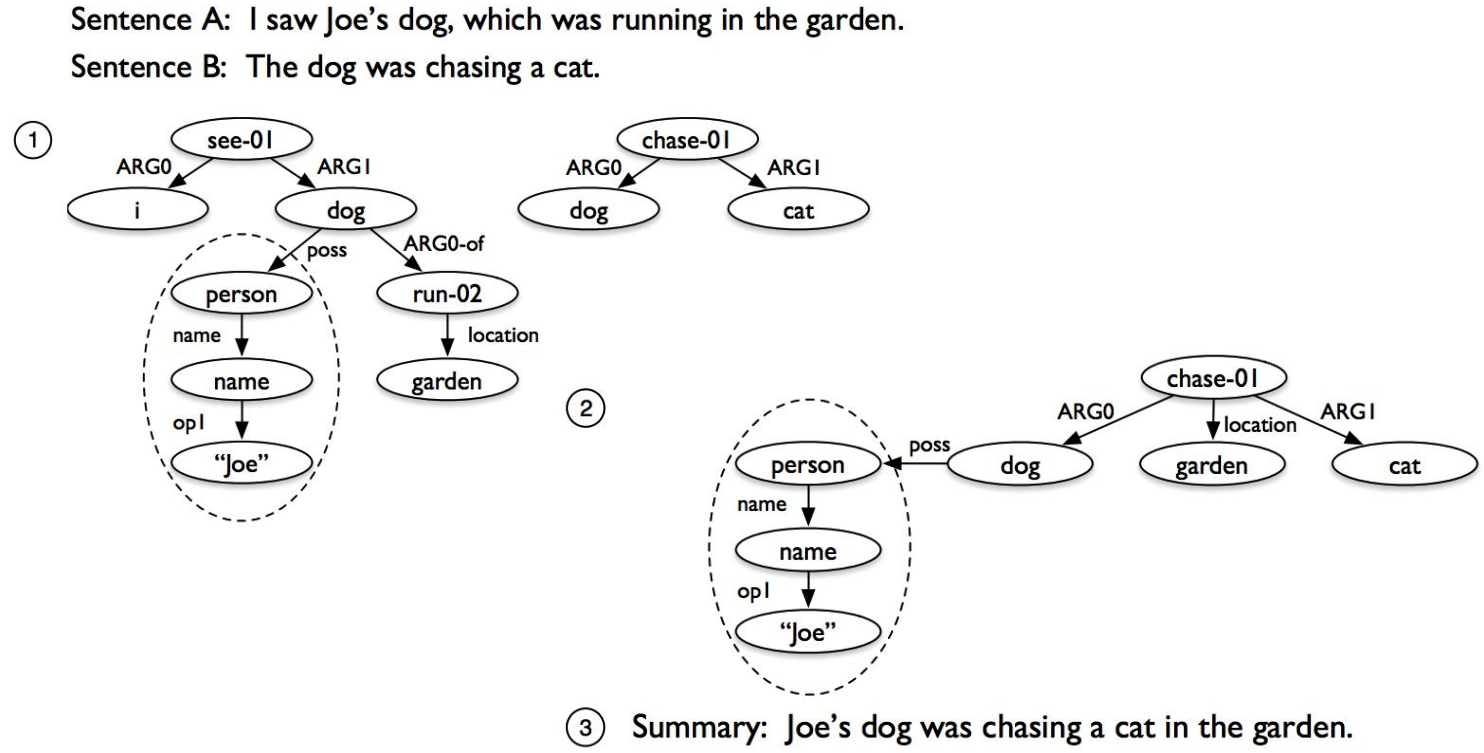 Sentence A: I saw Joe's dog, which was running in the garden.
Sentence B: The dog was chasing a cat.
1
see-01
ARG0
ARG1
i
dog
poss
ARG0-of
person
run-02
name
location
name
garden
op1
“Joe”
chase-01
ARG0
ARG1
dog
cat
2
chase-01
ARG0
location
ARG1
person
poss
dog
garden
cat
name
name
op1
“Joe”
3 Summary: Joe's dog was chasing a cat in the garden.